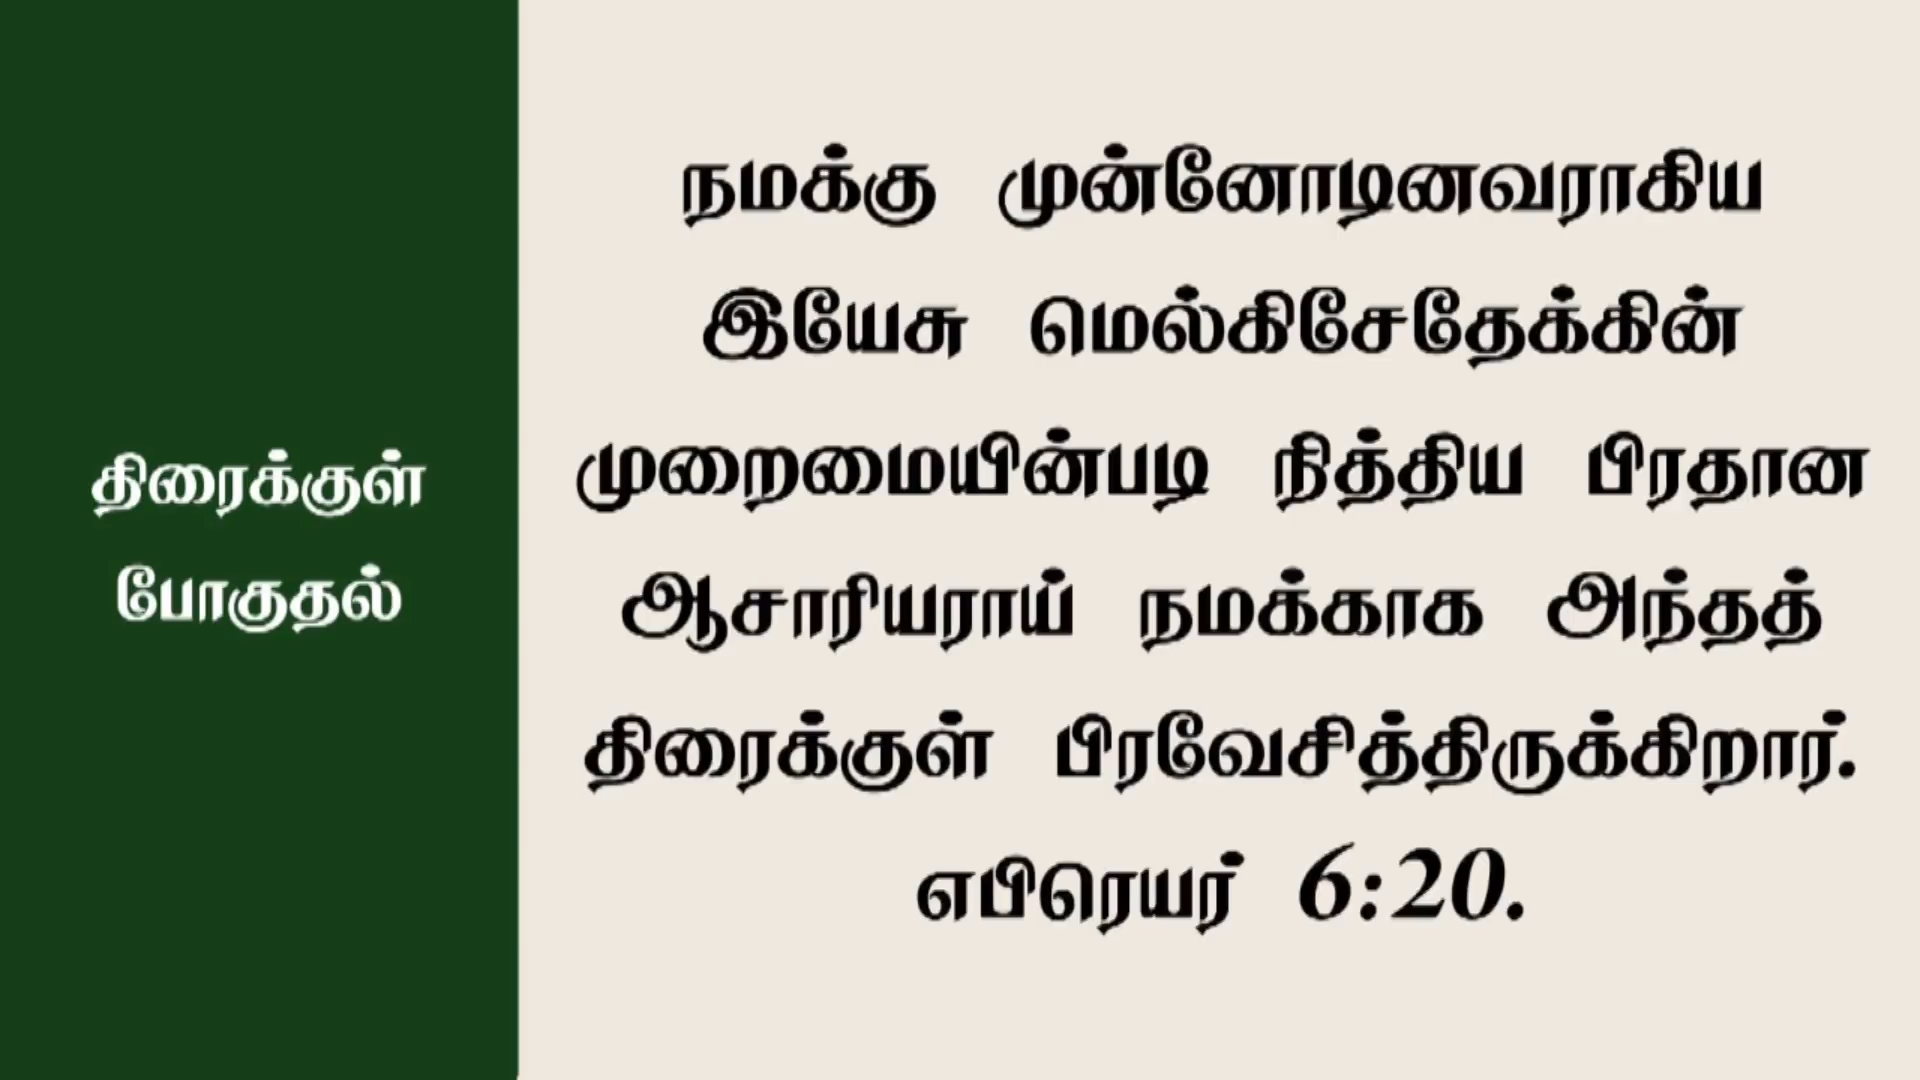 திரைக்குள்
போகுதல்
நமக்கு முன்னோடினவராகிய
இயேசு மெல்கிசேதேக்கின்
முறைமையின்படி நித்திய பிரதான
ஆசாரியராய் நமக்காக அந்தத்
திரைக்குள் பிரவேசித்திருக்கிறார்.
எபிரெயர் 6:20.